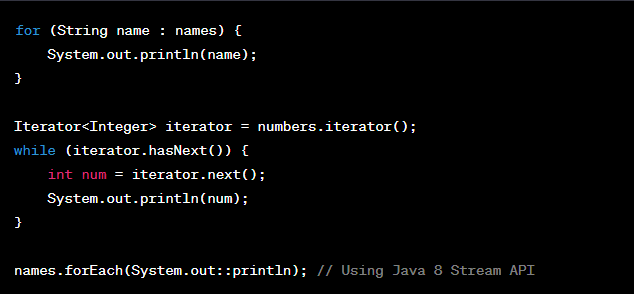 for (String name : names) {
    System.out.println(name);
}

Iterator<Integer> iterator = numbers.iterator();
while (iterator.hasNext()) {
    int num = iterator.next();
    System.out.println(num);
}

names.forEach(System.out::println); // Using Java 8 Stream API